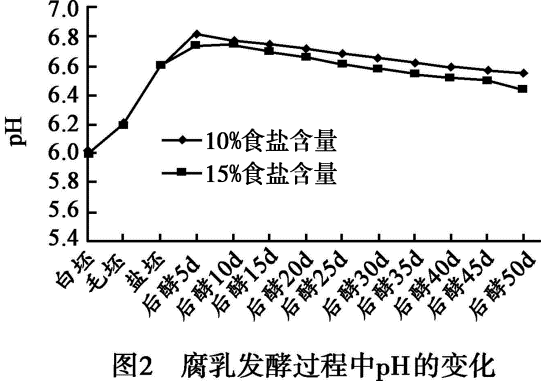 7.0
6.8
6.6
6.4
6.2
6.0
5.8
5.6
5.4
pH
10%食盐含量
15%食盐含量
白坯
毛坯
盐坯
后酵5d
后酵10d
后酵15d
后酵20d
后酵25d
后酵30d
后酵35d
后酵40d
后酵45d
后酵50d
图2 腐乳发酵过程中pH的变化